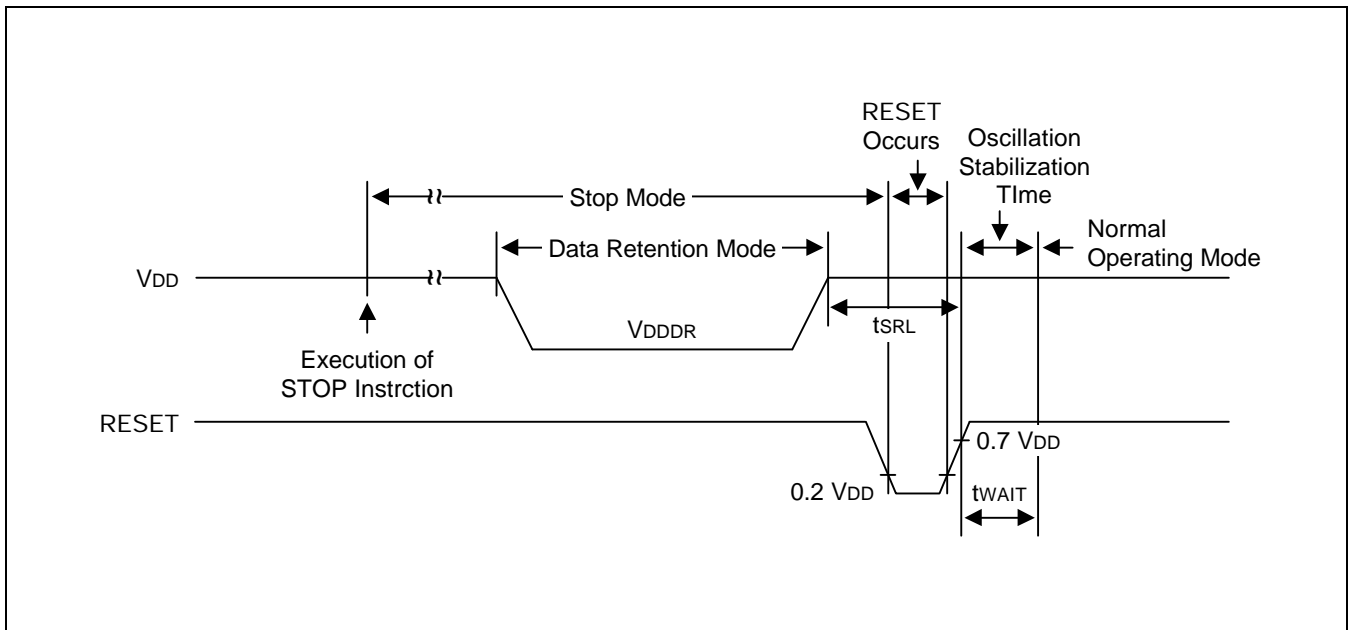 RESET
Occurs
Oscillation
Stabilization
TIme
Stop Mode
Data Retention Mode
Normal
Operating Mode
VDD
VDDDR
tSRL
Execution of
STOP Instrction
RESET
0.7 VDD
0.2 VDD
tWAIT